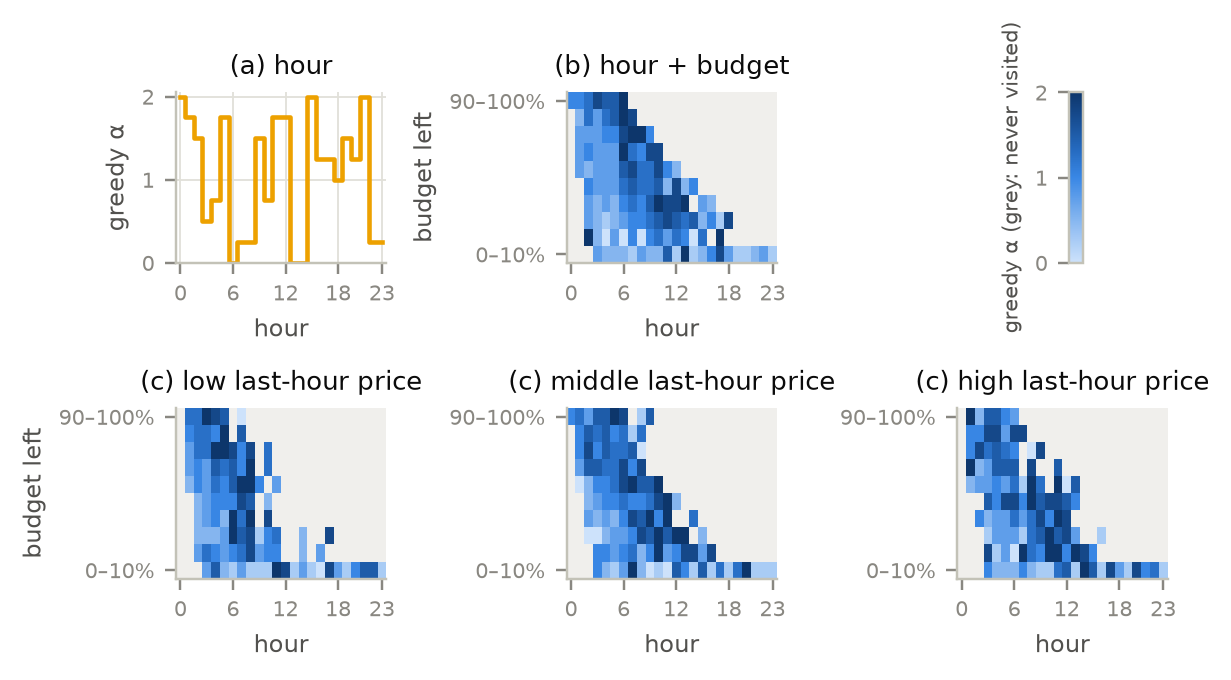 (a) hour
greedy α
2
1
0
0 6 12 18 23
hour
(b) hour + budget
budget left
90–100%
0–10%
0 6 12 18 23
hour
greedy α (grey: never visited)
2
1
0
(c) low last-hour price
budget left
90–100%
0–10%
0 6 12 18 23
hour
(c) middle last-hour price
90–100%
0–10%
0 6 12 18 23
hour
(c) high last-hour price
90–100%
0–10%
0 6 12 18 23
hour